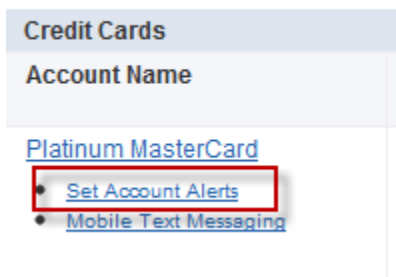 Credit Cards
Account Name
Platinum MasterCard
Set Account Alerts
Mobile Text Messaging